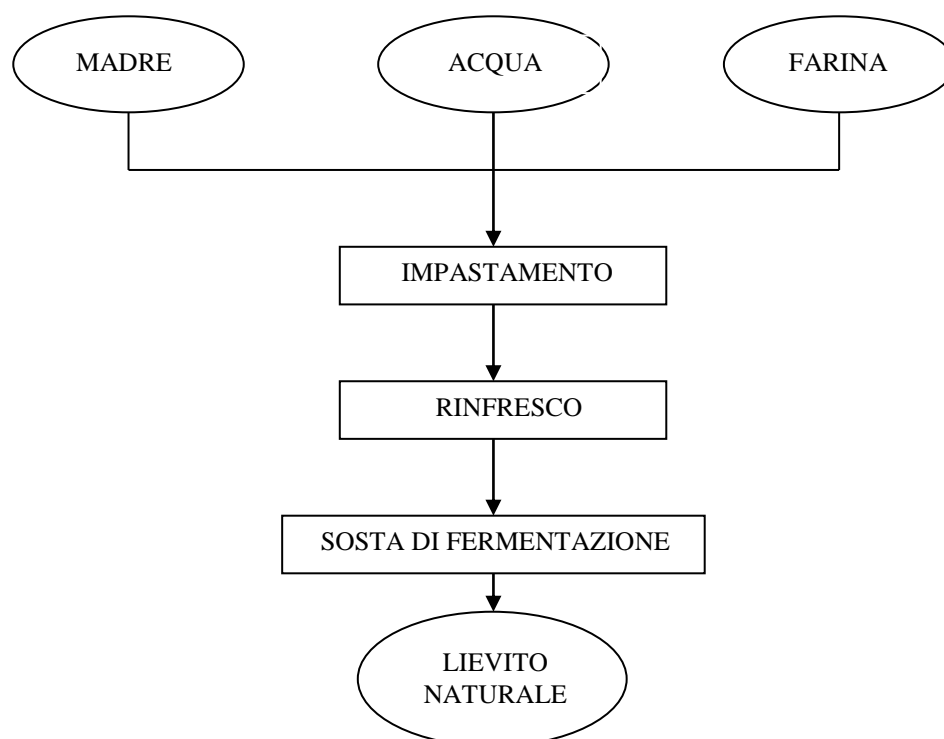 MADRE
ACQUA
FARINA
IMPASTAMENTO
RINFRESCO
SOSTA DI FERMENTAZIONE
LIEVITO
NATURALE